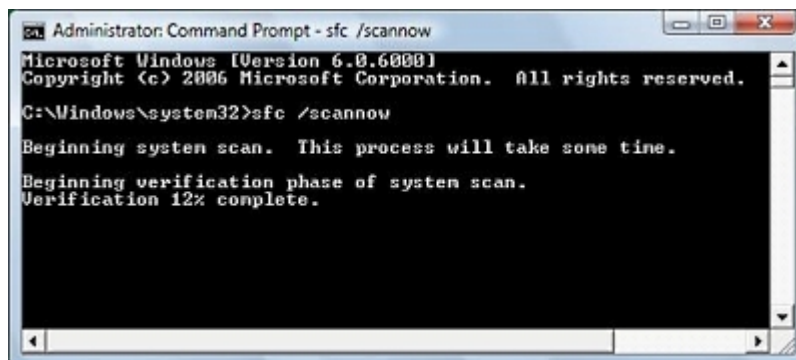 Administrator: Command Prompt - sfc /scannow
Microsoft Windows [Version 6.0.6000]
Copyright (c) 2006 Microsoft Corporation.  All rights reserved.
C:\Windows\system32>sfc /scannow
Beginning system scan.  This process will take some time.
Beginning verification phase of system scan.
Verification 12% complete.